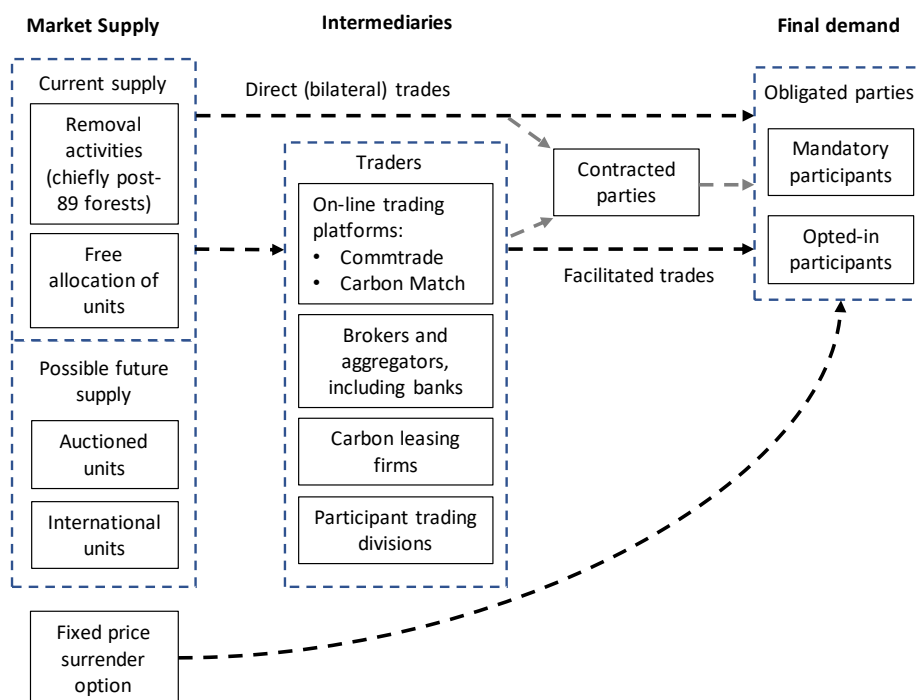 Market Supply
Intermediaries
Final demand
Current supply
Removal
activities
(chiefly post-
89 forests)
Free
allocation of
units
Possible future
supply
Auctioned
units
International
units
Fixed price
surrender
option
Direct (bilateral) trades
Traders
On-line trading
platforms:
• Commtrade
• Carbon Match
Brokers and
aggregators,
including banks
Carbon leasing
firms
Participant trading
divisions
Contracted
parties
Facilitated trades
Obligated parties
Mandatory
participants
Opted-in
participants